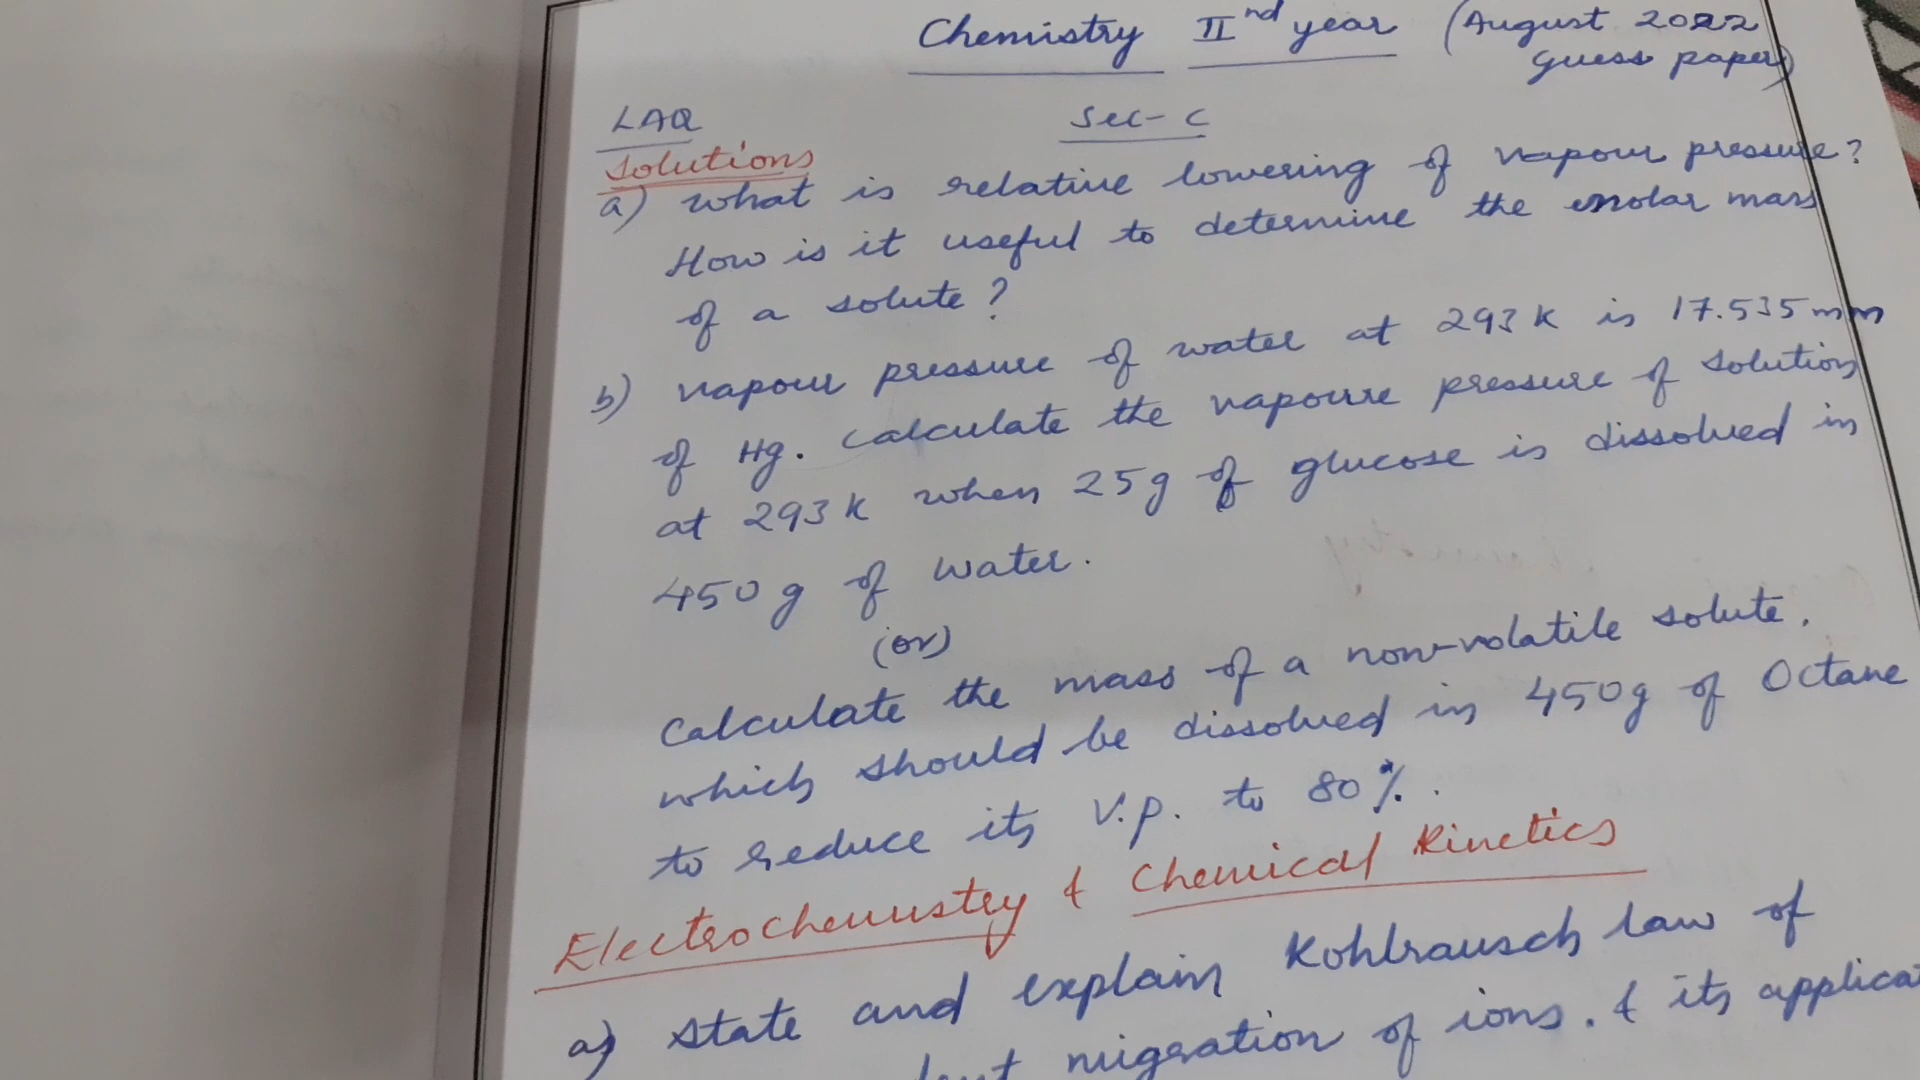 Chemistry IInd year (August 2022
guess paper)
LAQ
Sec-C
Solutions
a) what is relative lowering of vapour pressure?
How is it useful to determine the molar mass
of a solute?
b) vapour pressure of water at 293 K is 17.535 mm
of Hg. Calculate the vapoure pressure of solution
at 293 K when 25g of glucose is dissolved in
450g of water.
(or)
Calculate the mass of a non-volatile solute,
which should be dissolved in 450g of Octane
to reduce its V.P. to 80%.
Electrochemistry & Chemical Kinetics
a) State and explain Kohlrausch law of
migration of ions. & its applicat